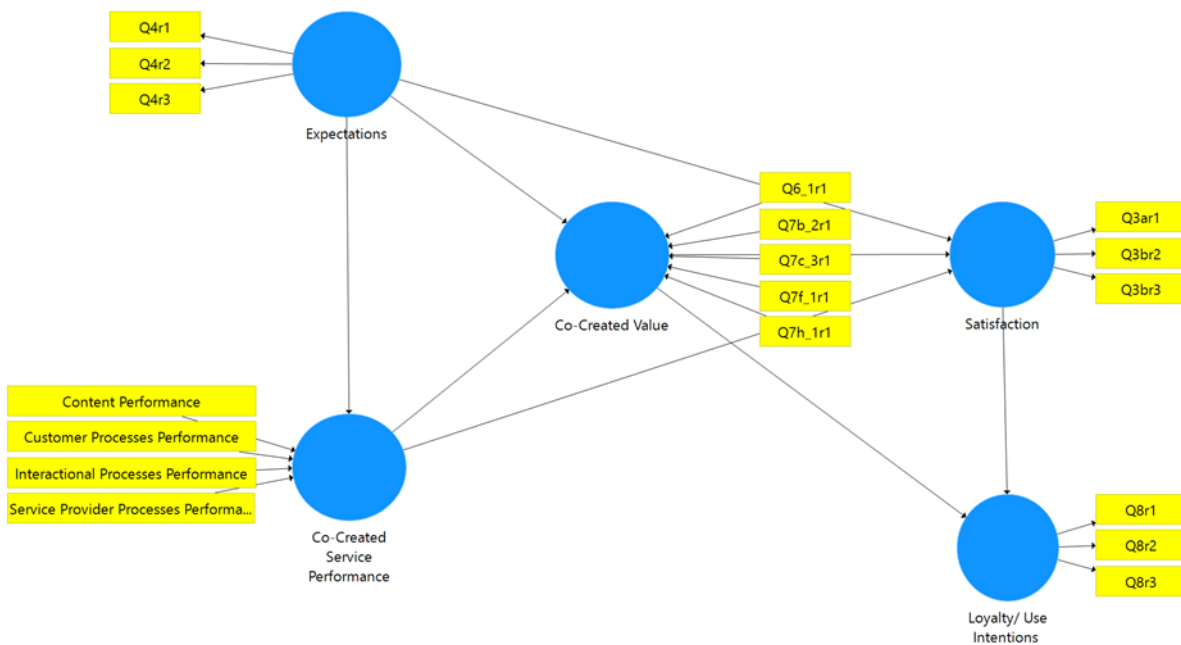 Q4r1
Q4r2
Q4r3
Expectations
Q6_1r1
Q7b_2r1
Q7c_3r1
Q7f_1r1
Q7h_1r1
Co-Created Value
Q3ar1
Q3br2
Q3br3
Satisfaction
Content Performance
Customer Processes Performance
Interactional Processes Performance
Service Provider Processes Performa...
Co-Created
Service
Performance
Q8r1
Q8r2
Q8r3
Loyalty/ Use
Intentions